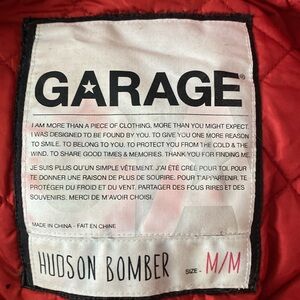 GARAGE®
I AM MORE THAN A PIECE OF CLOTHING, MORE THAN YOU MIGHT EXPECT.
I WAS DESIGNED TO BE FOUND BY YOU. TO GIVE YOU ONE MORE REASON
TO SMILE. TO BELONG TO YOU. TO PROTECT YOU FROM THE COLD & THE
WIND. TO SHARE GOOD TIMES & MEMORIES. THANK YOU FOR FINDING ME.
JE SUIS PLUS QU'UN SIMPLE VÊTEMENT. J'AI ÉTÉ CRÉÉ POUR TOI. POUR
TE DONNER UNE RAISON DE PLUS DE SOURIRE. POUR T'APPARTENIR. TE
PROTÉGER DU FROID ET DU VENT. PARTAGER DES FOUS RIRES ET DES
SOUVENIRS. MERCI DE M'AVOIR CHOISI.
MADE IN CHINA - FAIT EN CHINE
HUDSON BOMBER SIZE - M/M